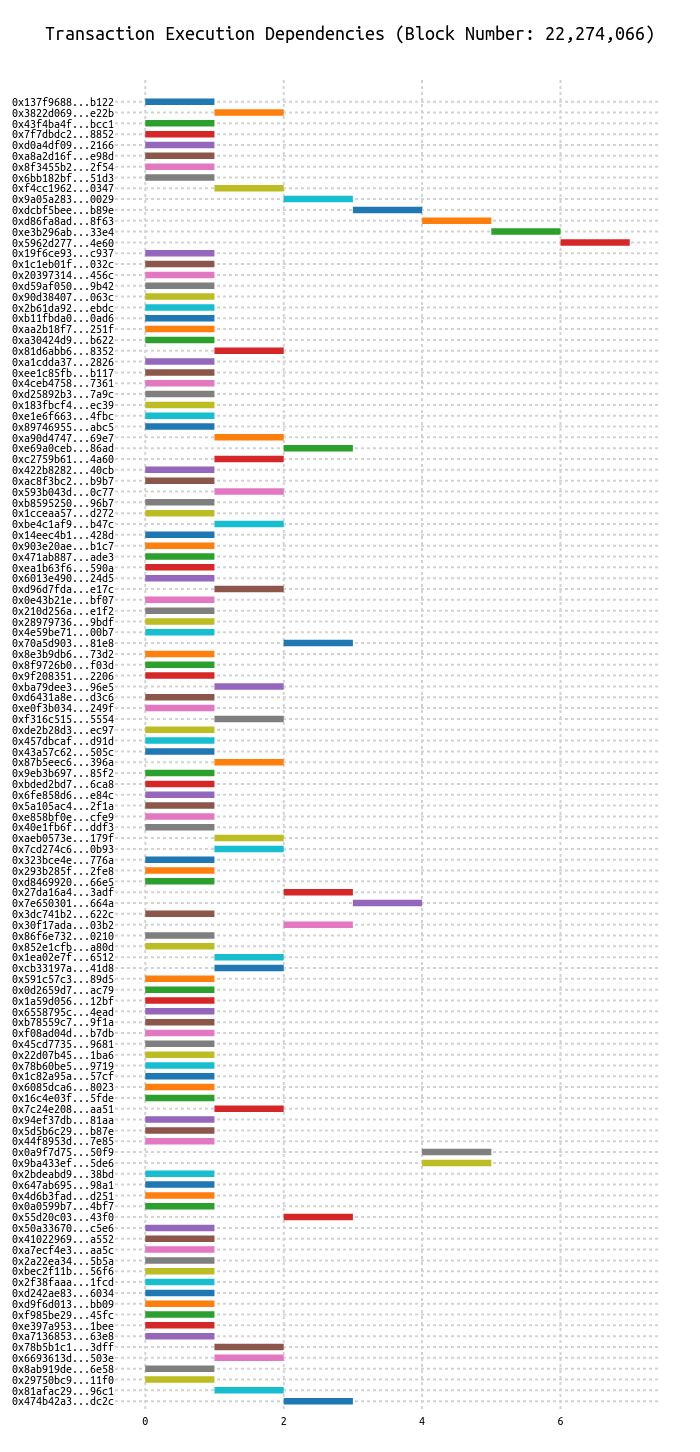 Transaction Execution Dependencies (Block Number: 22,274,066)
0x137f9688...b122
0x3822d069...e22b
0x43f4ba4f...bcc1
0x7f7dbdc2...8852
0xd0a4df09...2166
0xa8a2d16f...e98d
0x8f3455b2...2f54
0x6bb182bf...51d3
0xf4cc1962...0347
0x9a05a283...0029
0xdcbf5bee...b89e
0xd86fa8ad...8f63
0xe3b296ab...33e4
0x5962d277...4e60
0x19f6ce93...c937
0x1c1eb01f...032c
0x20397314...456c
0xd59af050...9b42
0x90d38407...063c
0x2b61da92...ebdc
0xb11fbda0...0ad6
0xaa2b18f7...251f
0xa30424d9...b622
0x81d6abb6...8352
0xa1cdda37...2826
0xee1c85fb...b117
0x4ceb4758...7361
0xd25892b3...7a9c
0x183fbcf4...ec39
0xe1e6f663...4fbc
0x89746955...abc5
0xa90d4747...69e7
0xe69a0ceb...86ad
0xc2759b61...4a60
0x422b8282...40cb
0xac8f3bc2...b9b7
0x593b043d...0c77
0xb8595250...96b7
0x1cceaa57...d272
0xbe4c1af9...b47c
0x14eec4b1...428d
0x903e20ae...b1c7
0x471ab887...ade3
0xea1b63f6...590a
0x6013e490...24d5
0xd96d7fda...e17c
0x0e43b21e...bf07
0x210d256a...e1f2
0x28979736...9bdf
0x4e59be71...00b7
0x70a5d903...81e8
0x8e3b9db6...73d2
0x8f9726b0...f03d
0x9f208351...2206
0xba79dee3...96e5
0xd6431a8e...d3c6
0xe0f3b034...249f
0xf316c515...5554
0xde2b28d3...ec97
0x457dbcaf...d91d
0x43a57c62...505c
0x87b5eec6...396a
0x9eb3b697...85f2
0xbded2bd7...6ca8
0x6fe858d6...e84c
0x5a105ac4...2f1a
0xe858bf0e...cfe9
0x40e1fb6f...ddf3
0xaeb0573e...179f
0x7cd274c6...0b93
0x323bce4e...776a
0x293b285f...2fe8
0xd8469920...66e5
0x27da16a4...3adf
0x7e650301...664a
0x3dc741b2...622c
0x30f17ada...03b2
0x86f6e732...0210
0x852e1cfb...a80d
0x1ea02e7f...6512
0xcb33197a...41d8
0x591c57c3...89d5
0x0d2659d7...ac79
0x1a59d056...12bf
0x6558795c...4ead
0xb78559c7...9f1a
0xf08ad04d...b7db
0x45cd7735...9681
0x22d07b45...1ba6
0x78b60be5...9719
0x1c82a95a...57cf
0x6085dca6...8023
0x16c4e03f...5fde
0x7c24e208...aa51
0x94ef37db...81aa
0x5d5b6c29...b87e
0x44f8953d...7e85
0x0a9f7d75...50f9
0x9ba433ef...5de6
0x2bdeabd9...38bd
0x647ab695...98a1
0x4d6b3fad...d251
0x0a0599b7...4bf7
0x55d20c03...43f0
0x50a33670...c5e6
0x41022969...a552
0xa7ecf4e3...aa5c
0x2a22ea34...5b5a
0xbec2f11b...56f6
0x2f38faaa...1fcd
0xd242ae83...6034
0xd9f6d013...bb09
0xf985be29...45fc
0xe397a953...1bee
0xa7136853...63e8
0x78b5b1c1...3dff
0x6693613d...503e
0x8ab919de...6e58
0x29750bc9...11f0
0x81afac29...96c1
0x474b42a3...dc2c
0 2 4 6